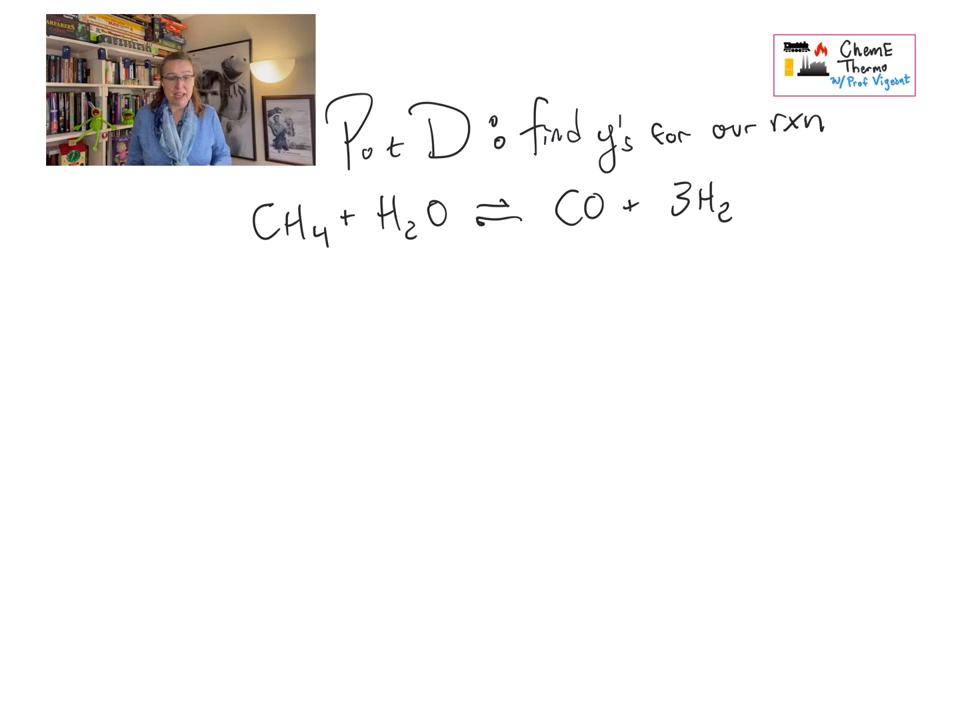 ChemE
Thermo
w/ Prof Vigeant
PotD: find y's for our rxn
CH₄ + H₂O ⇌ CO + 3H₂